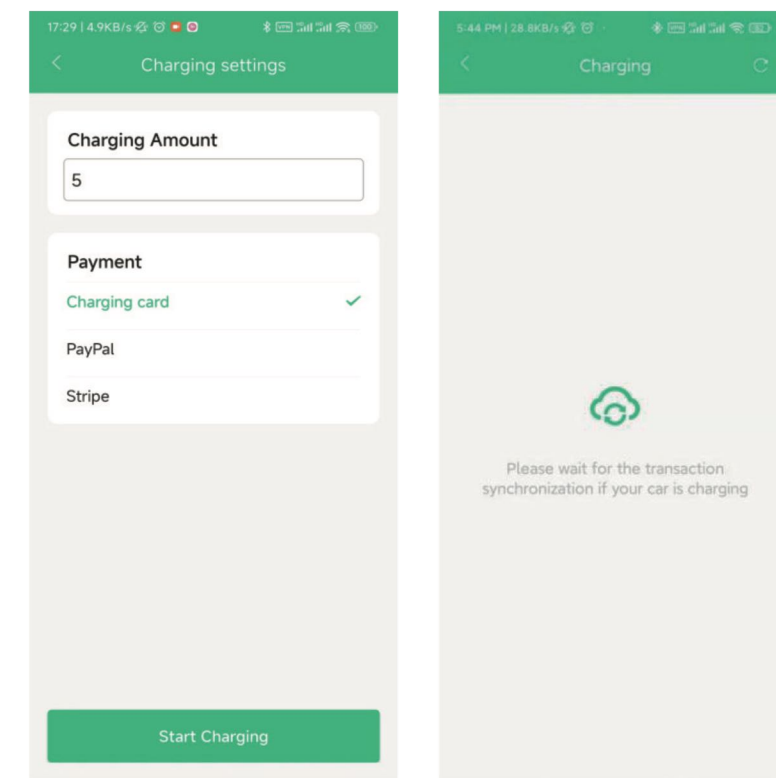 17:29 | 4.9KB/s
Charging settings
Charging Amount
5
Payment
Charging card
PayPal
Stripe
Start Charging
5:44 PM | 28.8KB/s
Charging
Please wait for the transaction
synchronization if your car is charging